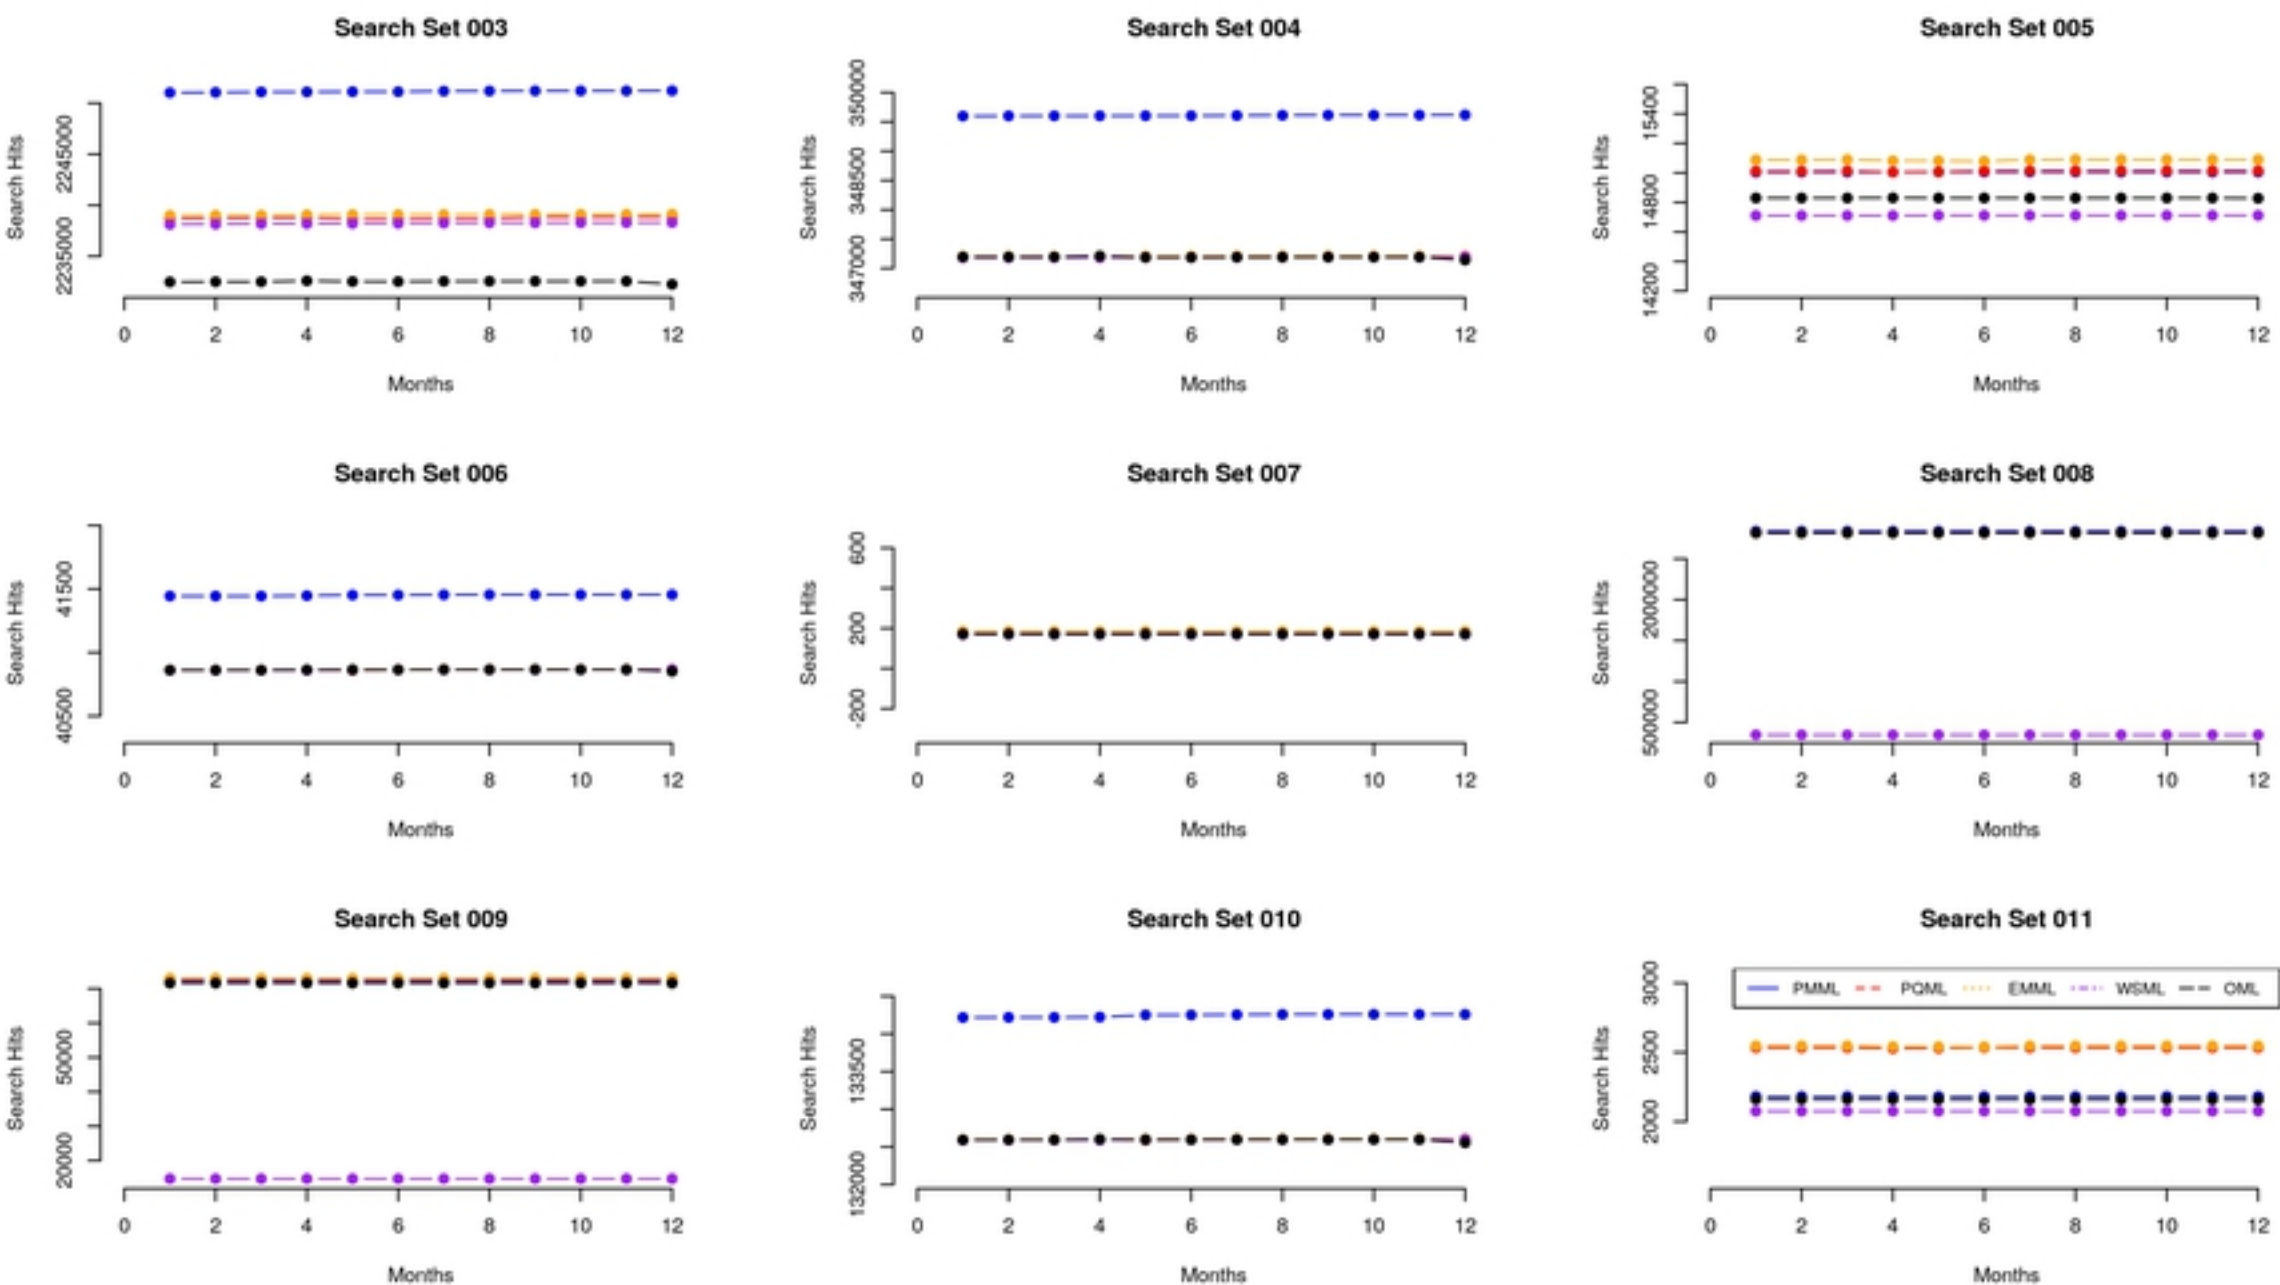 Search Set 003
Search Hits
2235000 2245000
0 2 4 6 8 10 12
Months
Search Set 004
Search Hits
347000 348500 350000
0 2 4 6 8 10 12
Months
Search Set 005
Search Hits
14200 14800 15400
0 2 4 6 8 10 12
Months
Search Set 006
Search Hits
40500 41500
0 2 4 6 8 10 12
Months
Search Set 007
Search Hits
-200 200 600
0 2 4 6 8 10 12
Months
Search Set 008
Search Hits
500000 2000000
0 2 4 6 8 10 12
Months
Search Set 009
Search Hits
20000 50000
0 2 4 6 8 10 12
Months
Search Set 010
Search Hits
132000 133500
0 2 4 6 8 10 12
Months
Search Set 011
PMML PQML EMML WSML OML
Search Hits
2000 2500 3000
0 2 4 6 8 10 12
Months